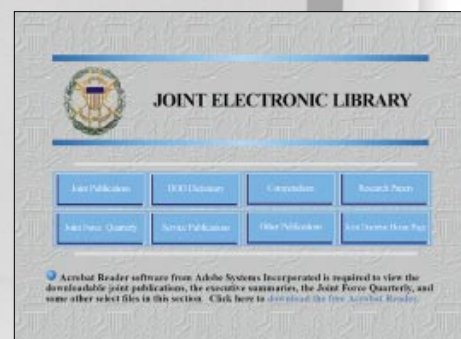 JOINT ELECTRONIC LIBRARY
Joint Publications DOD Dictionary Compendium Research Papers
Joint Force Quarterly Service Publications Other Publications Joint Doctrine Home Page
Acrobat Reader software from Adobe Systems Incorporated is required to view the
downloadable joint publications, the executive summaries, the Joint Force Quarterly, and
some other select files in this section. Click here to download the free Acrobat Reader.